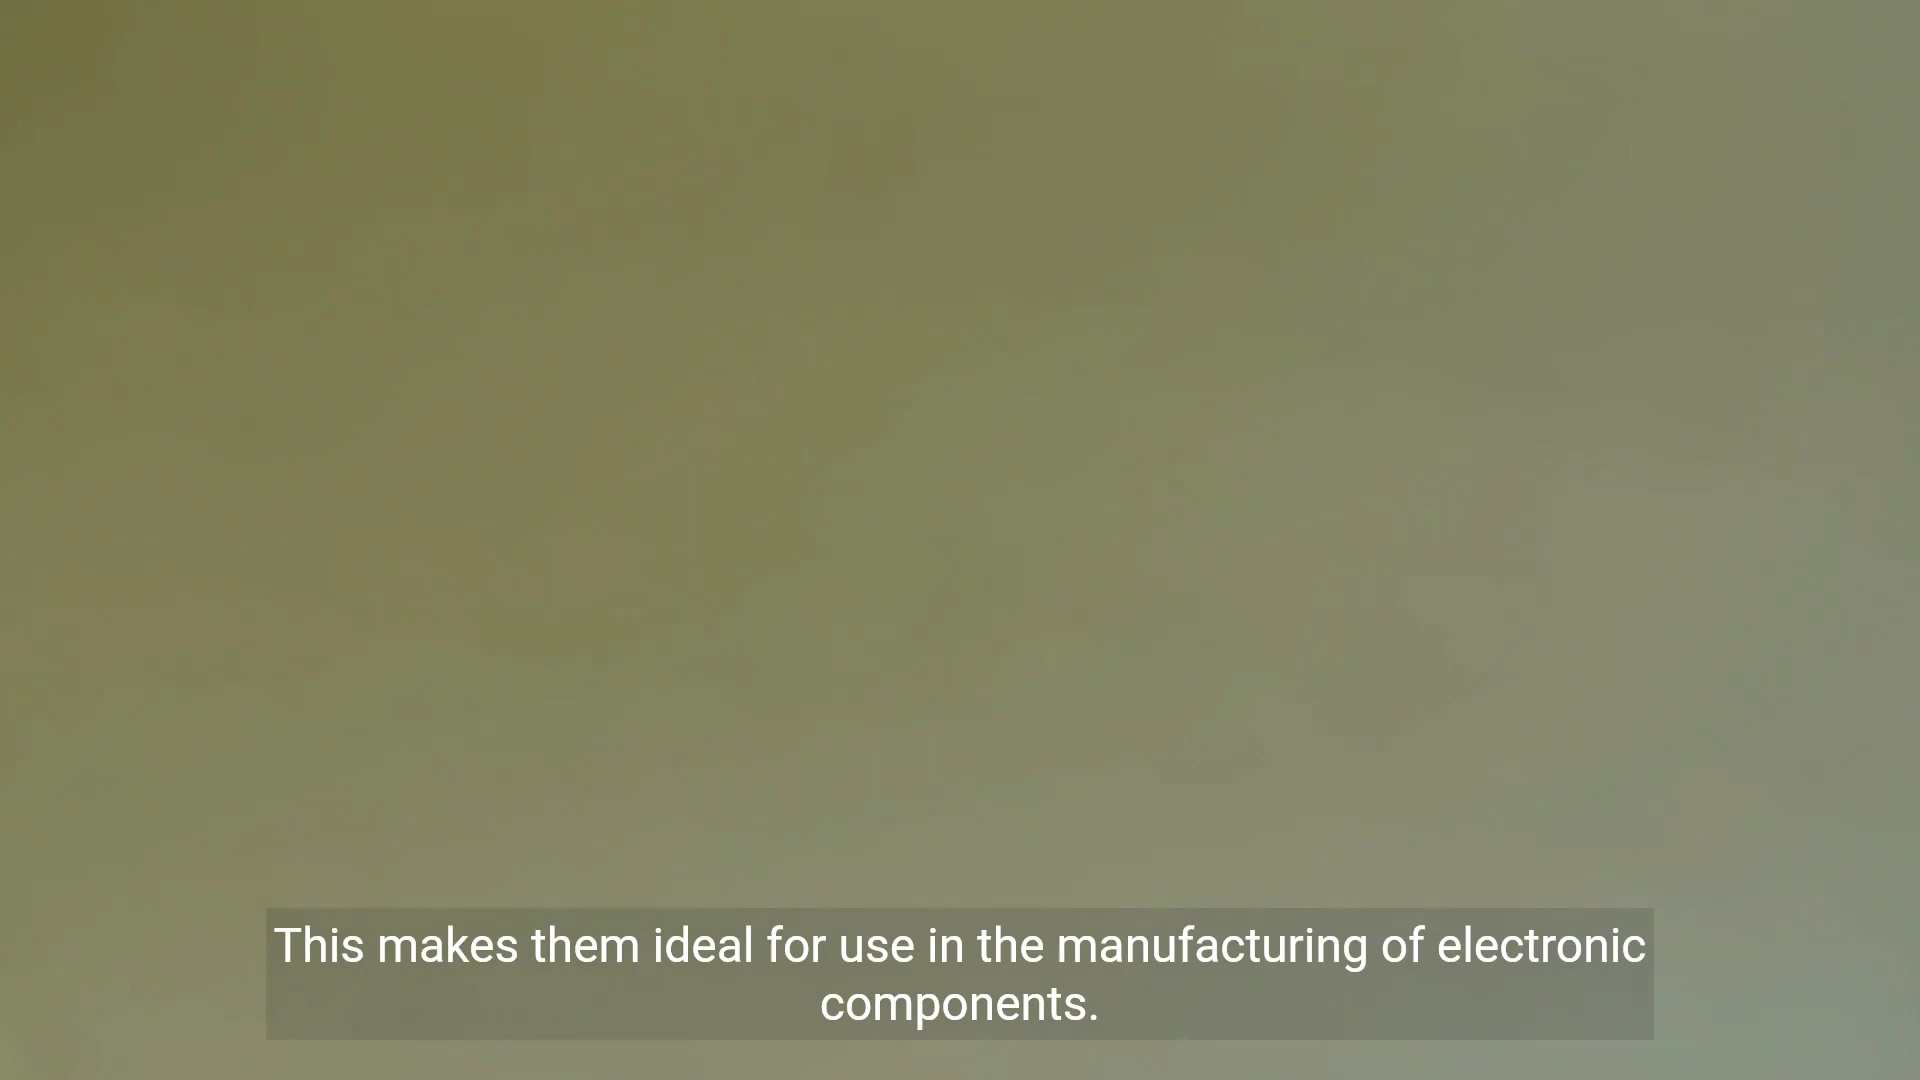 This makes them ideal for use in the manufacturing of electronic
components.